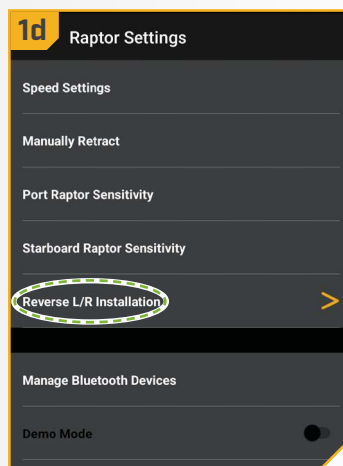 1d
Raptor Settings
Speed Settings
Manually Retract
Port Raptor Sensitivity
Starboard Raptor Sensitivity
Reverse L/R Installation
Manage Bluetooth Devices
Demo Mode